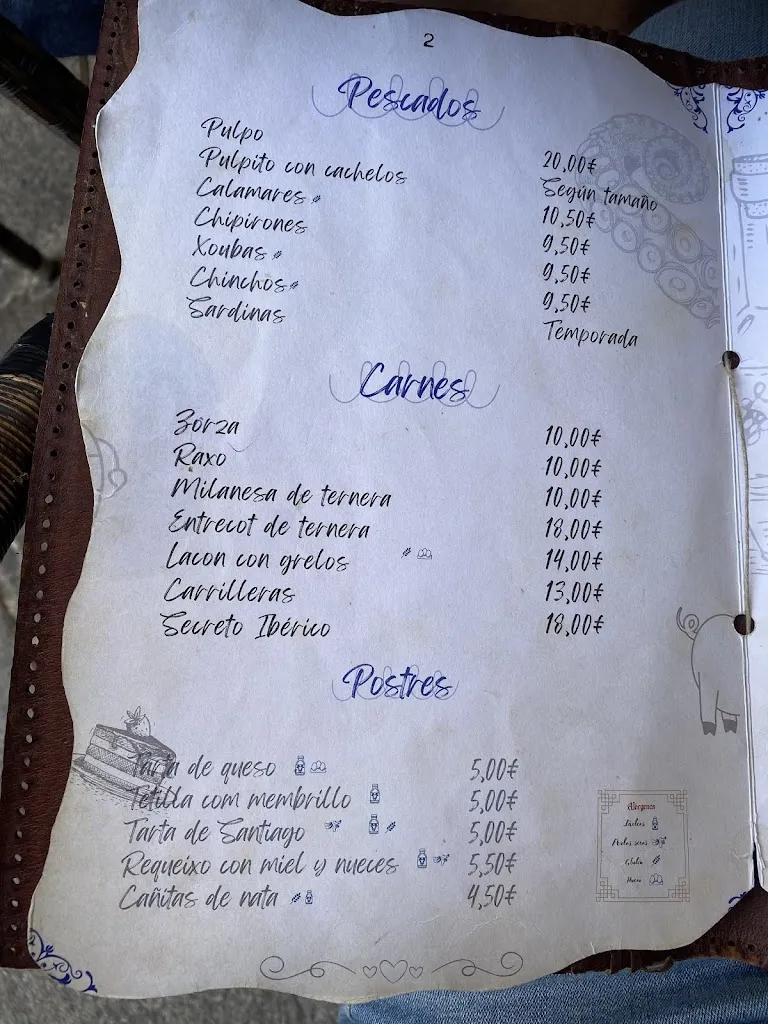 2
Pescados
Pulpo 20,00€
Pulpito con cachelos Según tamaño
Calamares 10,50€
Chipirones 9,50€
Xoubas 9,50€
Chinchos 9,50€
Sardinas Temporada
Carnes
Zorza 10,00€
Raxo 10,00€
Milanesa de ternera 10,00€
Entrecot de ternera 18,00€
Lacon con grelos 14,00€
Carrilleras 13,00€
Secreto Ibérico 18,00€
Postres
Tarta de queso 5,00€
Tetilla com membrillo 5,00€
Tarta de Santiago 5,00€
Requeixo con miel y nueces 5,50€
Cañitas de nata 4,50€
Alergenos
Lácteos
Frutos secos
Gluten
Huevo